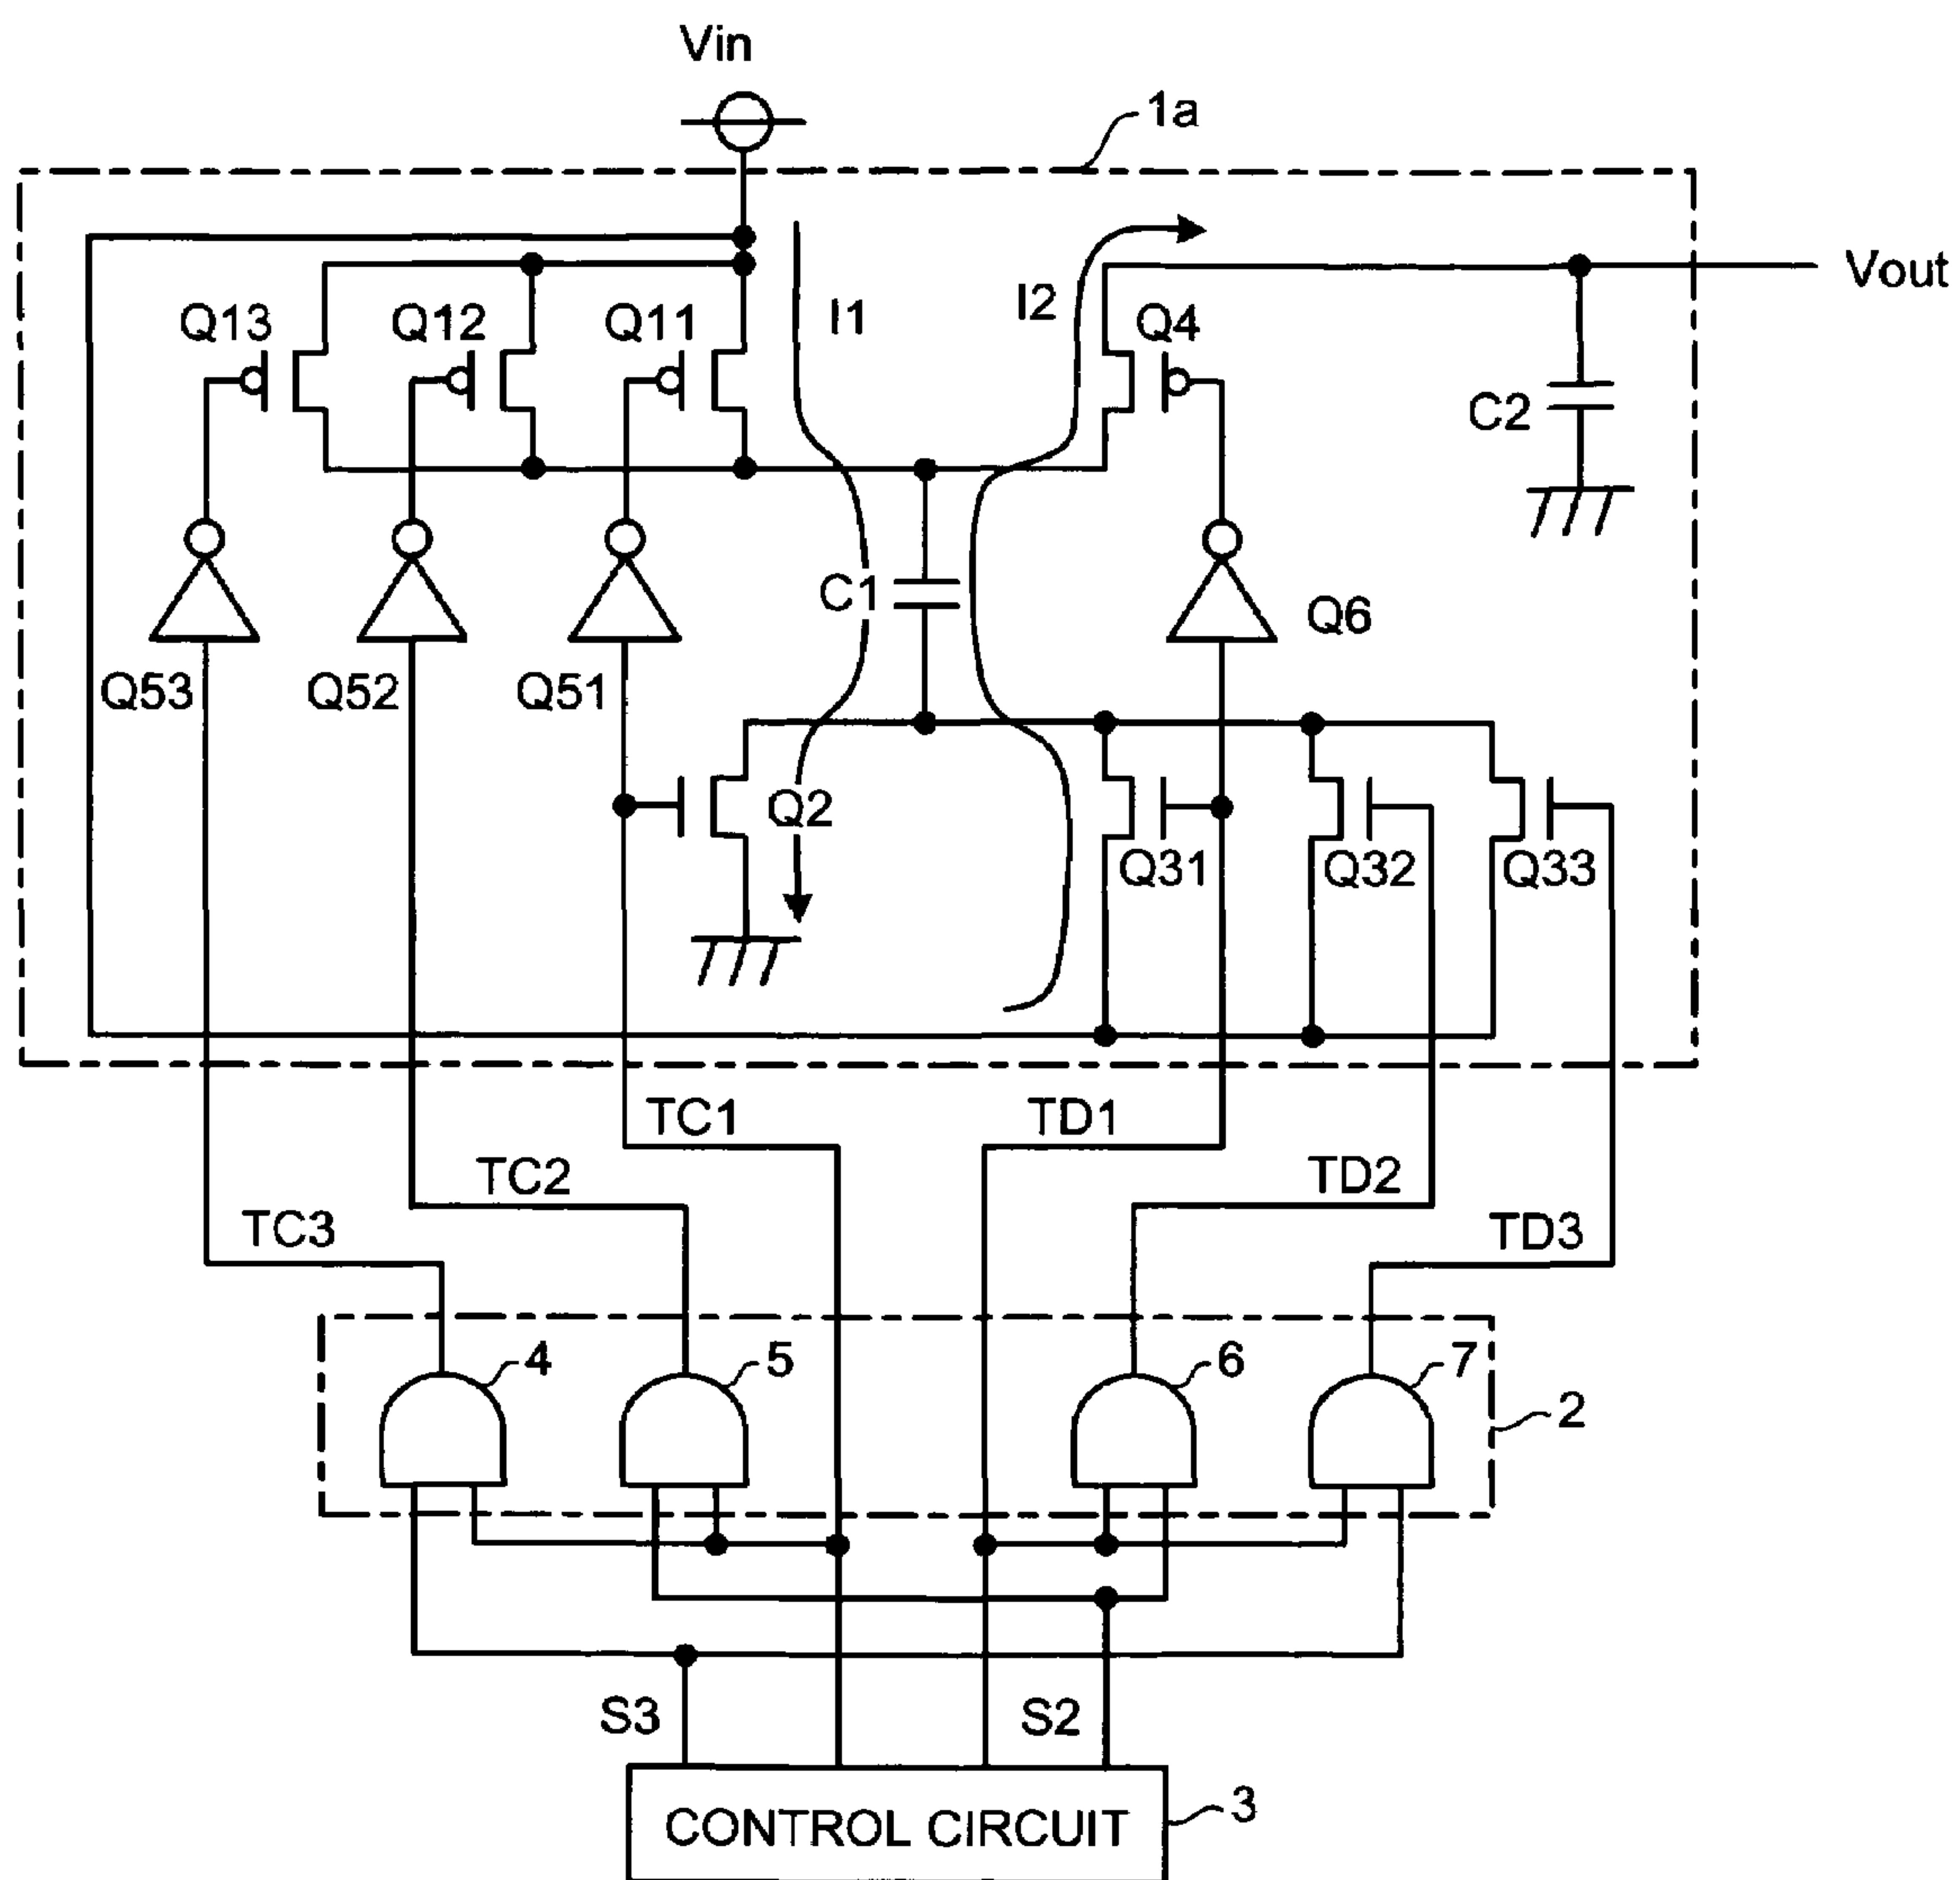 Vin
1a
Vout
Q13
Q12
Q11
I1
I2
Q4
C2
C1
Q6
Q53
Q52
Q51
Q2
Q31
Q32
Q33
TC1
TD1
TC2
TD2
TC3
TD3
4
5
6
7
2
S3
S2
CONTROL CIRCUIT
3